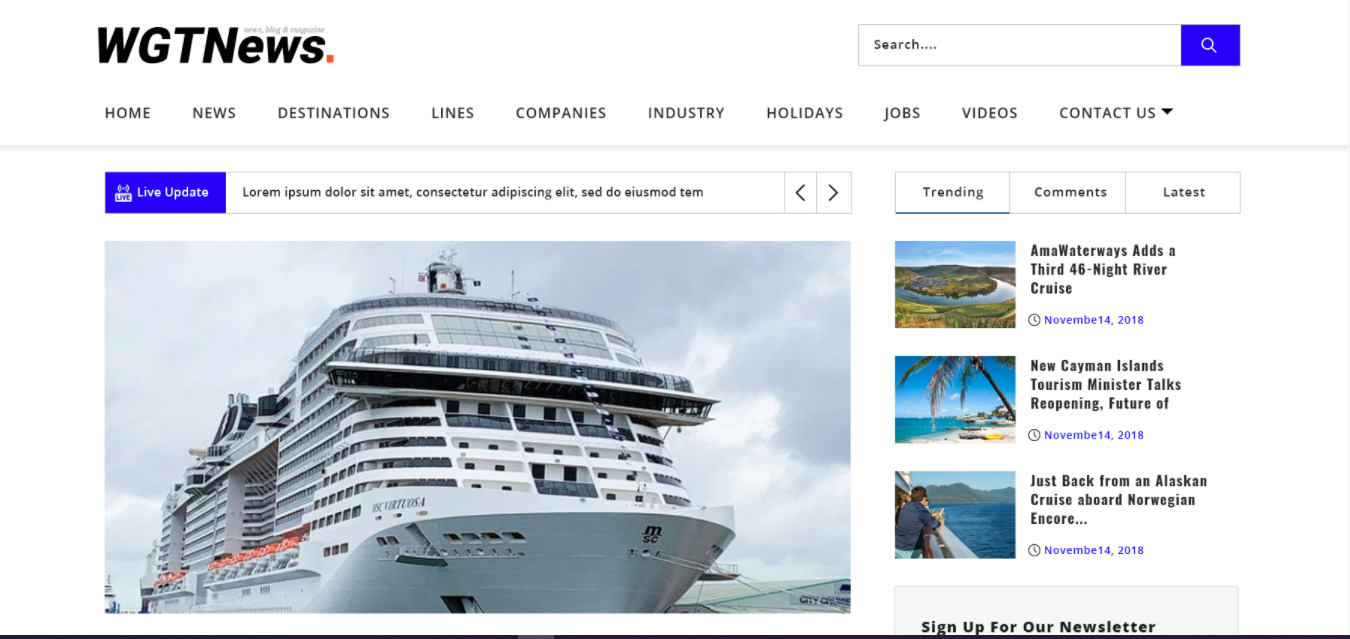 WGTNews.
news, blog & magazine
Search....
HOME NEWS DESTINATIONS LINES COMPANIES INDUSTRY HOLIDAYS JOBS VIDEOS CONTACT US
LIVE
Live Update
Lorem ipsum dolor sit amet, consectetur adipiscing elit, sed do eiusmod tem
Trending Comments Latest
MSC VIRTUOSA
msc
CITY CRUISE
AmaWaterways Adds a
Third 46-Night River
Cruise
Novembe14, 2018
New Cayman Islands
Tourism Minister Talks
Reopening, Future of
Novembe14, 2018
Just Back from an Alaskan
Cruise aboard Norwegian
Encore...
Novembe14, 2018
Sign Up For Our Newsletter